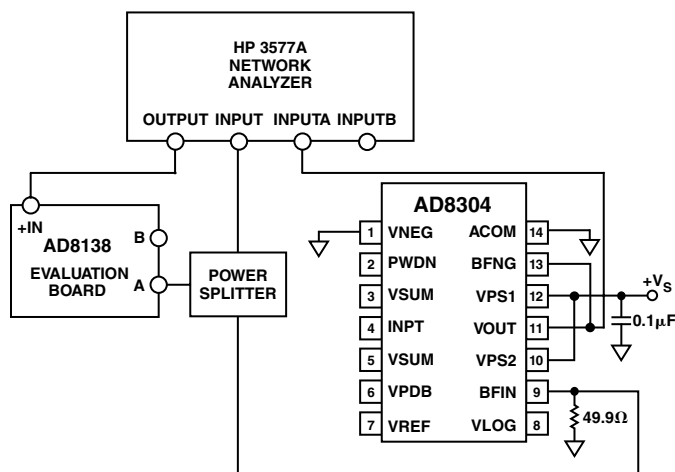 HP 3577A
NETWORK
ANALYZER
OUTPUT INPUT INPUTA INPUTB
+IN
AD8138
EVALUATION
BOARD
B
A
POWER
SPLITTER
AD8304
1 VNEG ACOM 14
2 PWDN BFNG 13
3 VSUM VPS1 12
4 INPT VOUT 11
5 VSUM VPS2 10
6 VPDB BFIN 9
7 VREF VLOG 8
+VS
0.1μF
49.9Ω